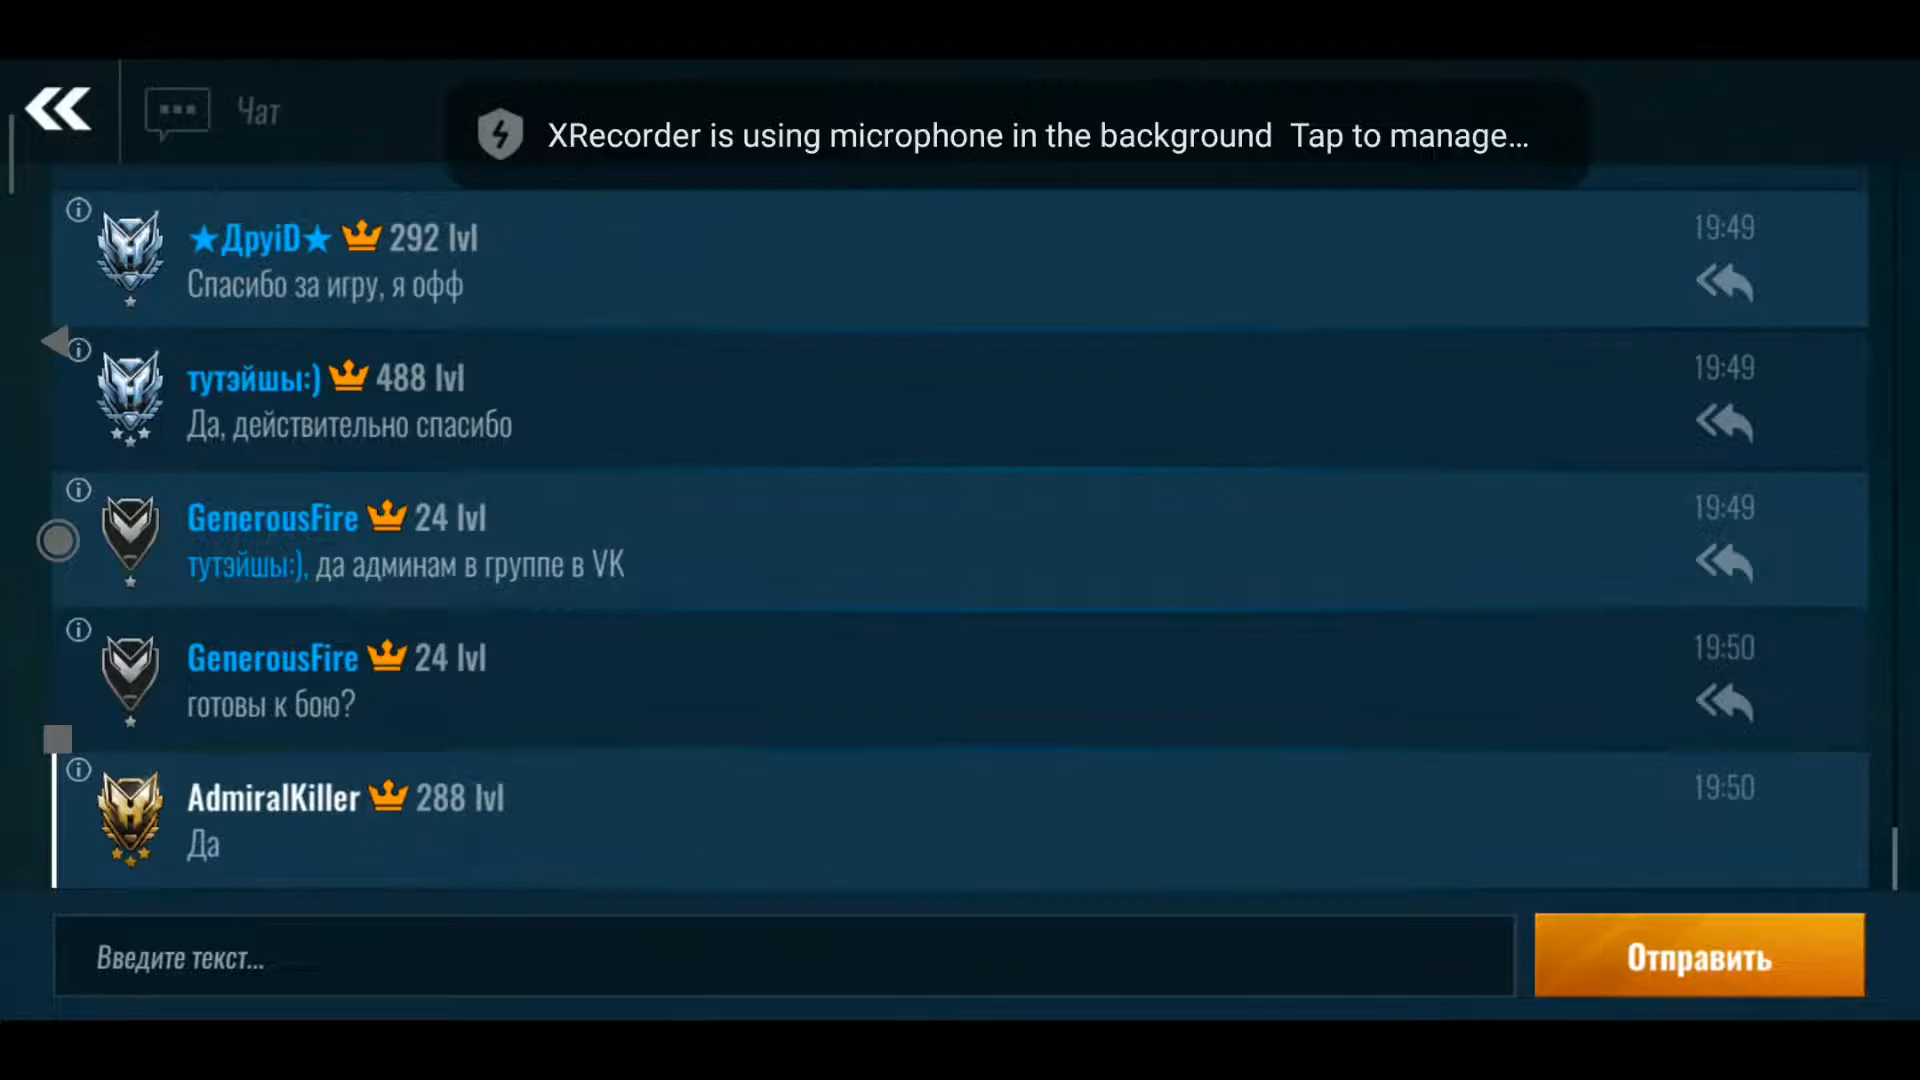 Чат
XRecorder is using microphone in the background Tap to manage...
★ДруiD★ 292 lvl
19:49
Спасибо за игру, я офф
тутэйшы:) 488 lvl
19:49
Да, действительно спасибо
GenerousFire 24 lvl
19:49
тутэйшы:), да админам в группе в VK
GenerousFire 24 lvl
19:50
готовы к бою?
AdmiralKiller 288 lvl
19:50
Да
Введите текст...
Отправить